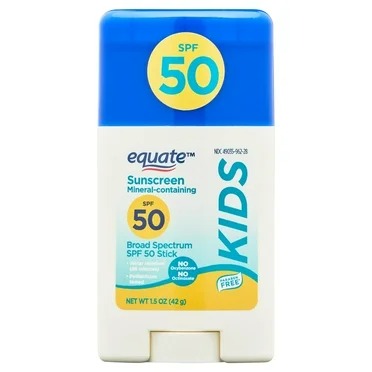 SPF
50
equate™
NDC 49035-962-28
Sunscreen
Mineral-containing
KIDS
SPF
50
Broad Spectrum
SPF 50 Stick
NO
Oxybenzone
NO
Octinoxate
PARABEN
FREE
NET WT 1.5 OZ (42 g)